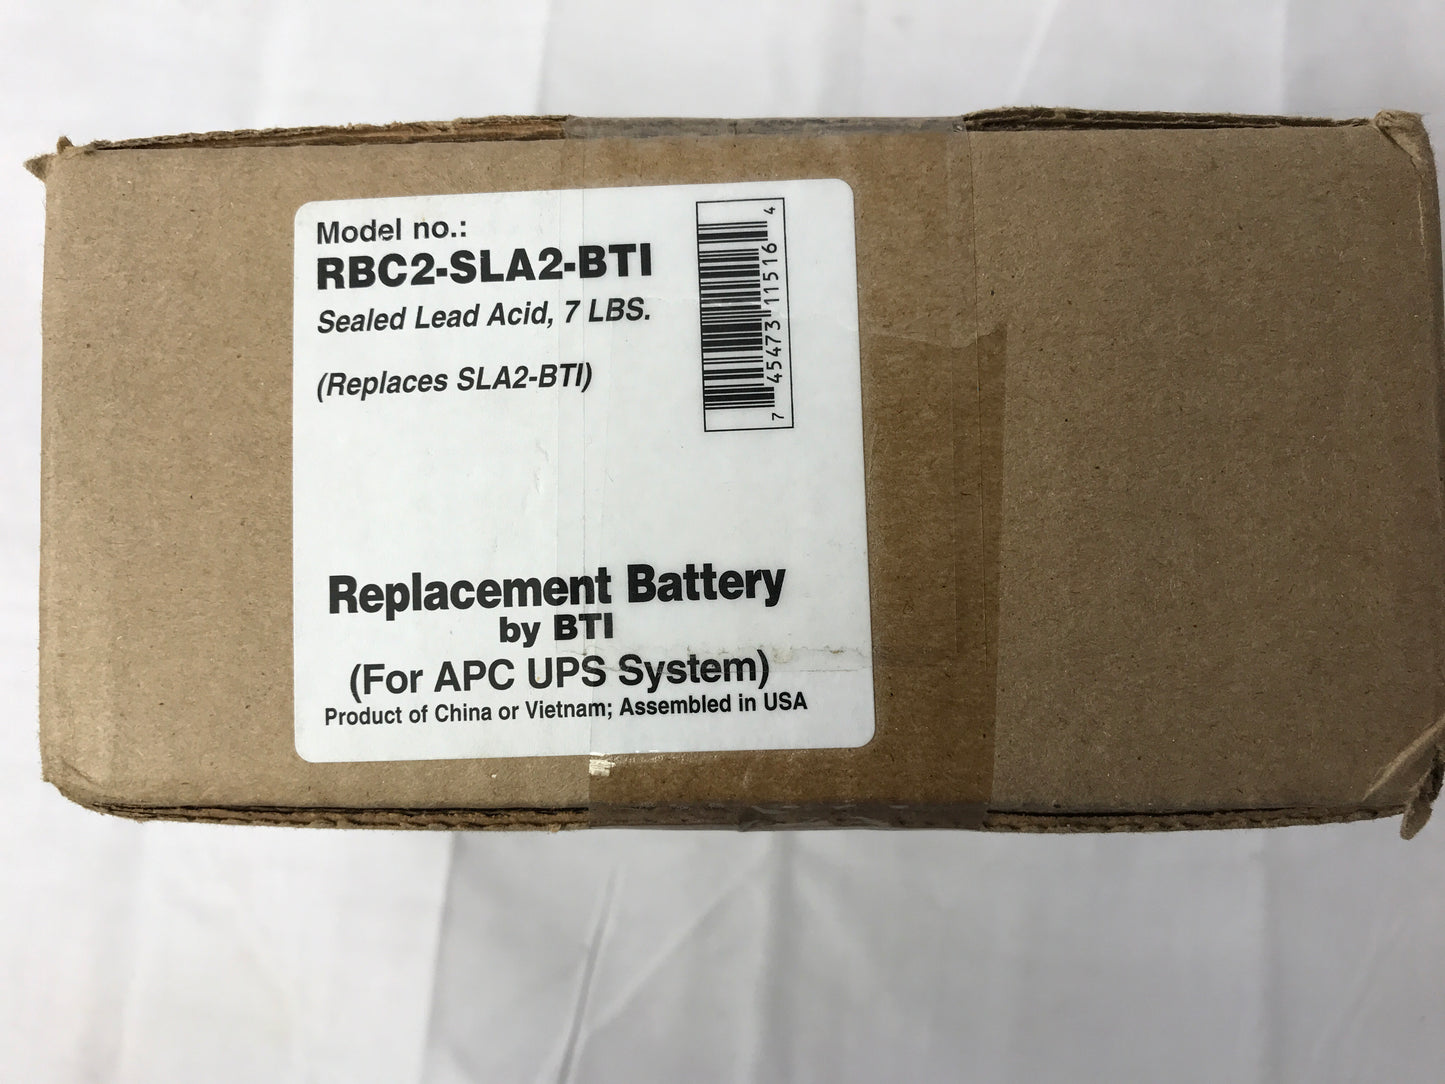 Model no.:
RBC2-SLA2-BTI
Sealed Lead Acid, 7 LBS.
(Replaces SLA2-BTI)
7 45473 11516 4
Replacement Battery
by BTI
(For APC UPS System)
Product of China or Vietnam; Assembled in USA